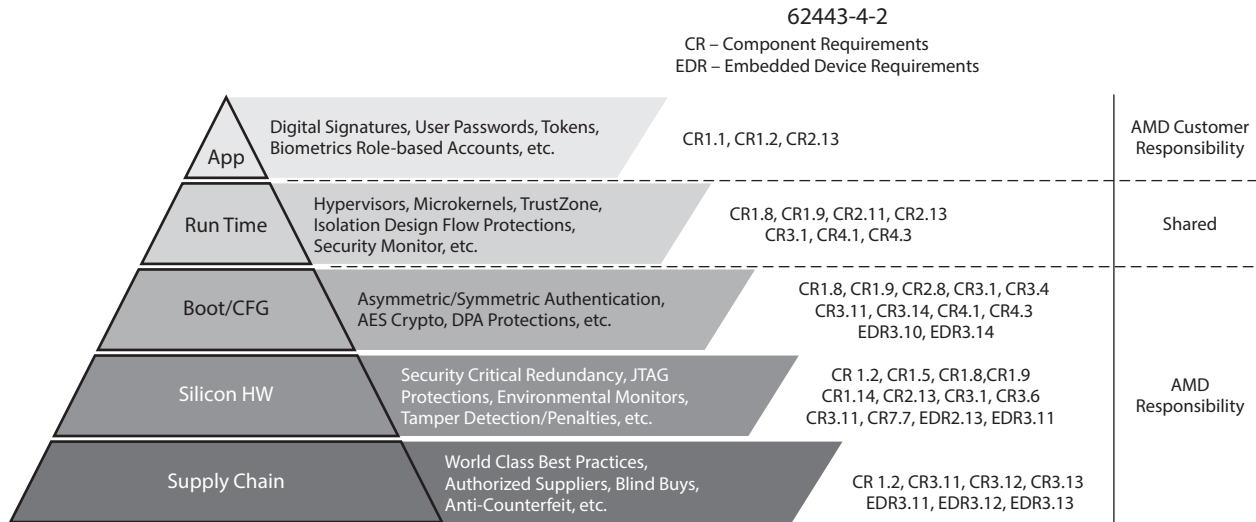 62443-4-2
CR – Component Requirements
EDR – Embedded Device Requirements
App
Digital Signatures, User Passwords, Tokens,
Biometrics Role-based Accounts, etc.
CR1.1, CR1.2, CR2.13
AMD Customer
Responsibility
Run Time
Hypervisors, Microkernels, TrustZone,
Isolation Design Flow Protections,
Security Monitor, etc.
CR1.8, CR1.9, CR2.11, CR2.13
CR3.1, CR4.1, CR4.3
Shared
Boot/CFG
Asymmetric/Symmetric Authentication,
AES Crypto, DPA Protections, etc.
CR1.8, CR1.9, CR2.8, CR3.1, CR3.4
CR3.11, CR3.14, CR4.1, CR4.3
EDR3.10, EDR3.14
Silicon HW
Security Critical Redundancy, JTAG
Protections, Environmental Monitors,
Tamper Detection/Penalties, etc.
CR 1.2, CR1.5, CR1.8,CR1.9
CR1.14, CR2.13, CR3.1, CR3.6
CR3.11, CR7.7, EDR2.13, EDR3.11
AMD
Responsibility
Supply Chain
World Class Best Practices,
Authorized Suppliers, Blind Buys,
Anti-Counterfeit, etc.
CR 1.2, CR3.11, CR3.12, CR3.13
EDR3.11, EDR3.12, EDR3.13